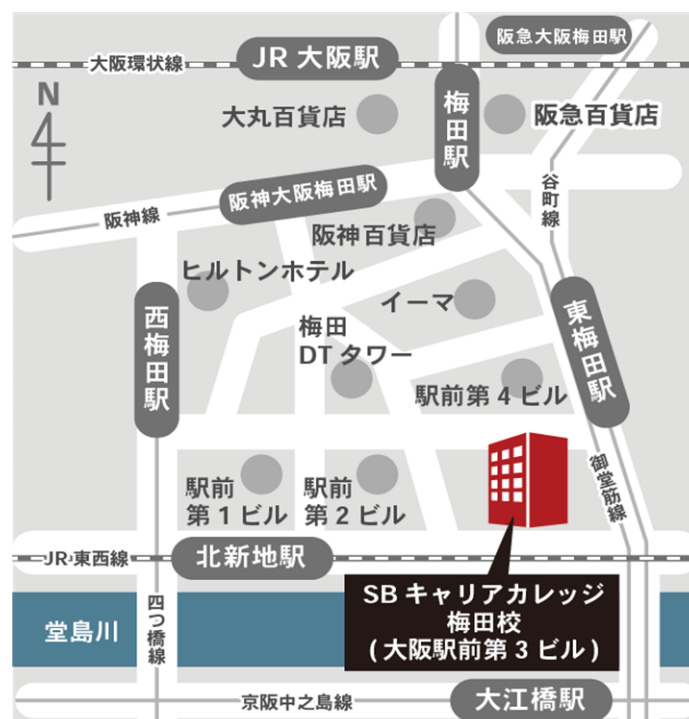 阪急大阪梅田駅
JR 大阪駅
大阪環状線
N
大丸百貨店
梅田駅
阪急百貨店
谷町線
阪神大阪梅田駅
阪神線
阪神百貨店
ヒルトンホテル
イーマ
西梅田駅
東梅田駅
梅田
DT タワー
駅前第 4 ビル
御堂筋線
駅前
第 1 ビル
駅前
第 2 ビル
JR 東西線
北新地駅
SB キャリアカレッジ
梅田校
( 大阪駅前第 3 ビル )
四つ橋線
堂島川
京阪中之島線
大江橋駅